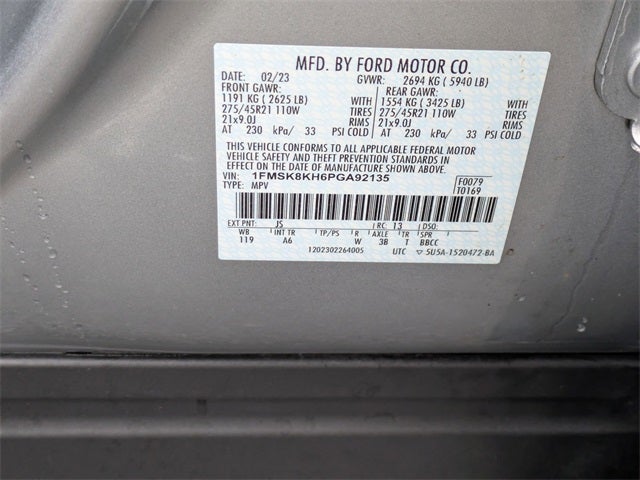 MFD. BY FORD MOTOR CO.
DATE: 02/23 GVWR: 2694 KG ( 5940 LB)
FRONT GAWR: REAR GAWR:
1191 KG ( 2625 LB) WITH 1554 KG ( 3425 LB) WITH
275/45R21 110W TIRES 275/45R21 110W TIRES
21x9.0J RIMS 21x9.0J RIMS
AT 230 kPa/ 33 PSI COLD AT 230 kPa/ 33 PSI COLD
THIS VEHICLE CONFORMS TO ALL APPLICABLE FEDERAL MOTOR
VEHICLE SAFETY AND THEFT PREVENTION STANDARDS IN
EFFECT ON THE DATE OF MANUFACTURE SHOWN ABOVE.
VIN: 1FMSK8KH6PGA92135 F0079
TYPE: MPV T0169
EXT PNT: JS RC: 13 DSO:
WB INT TR TP/PS R AXLE TR SPR
119 A6 W 3B T BBCC
1202302264005 UTC 5U5A-1520472-BA